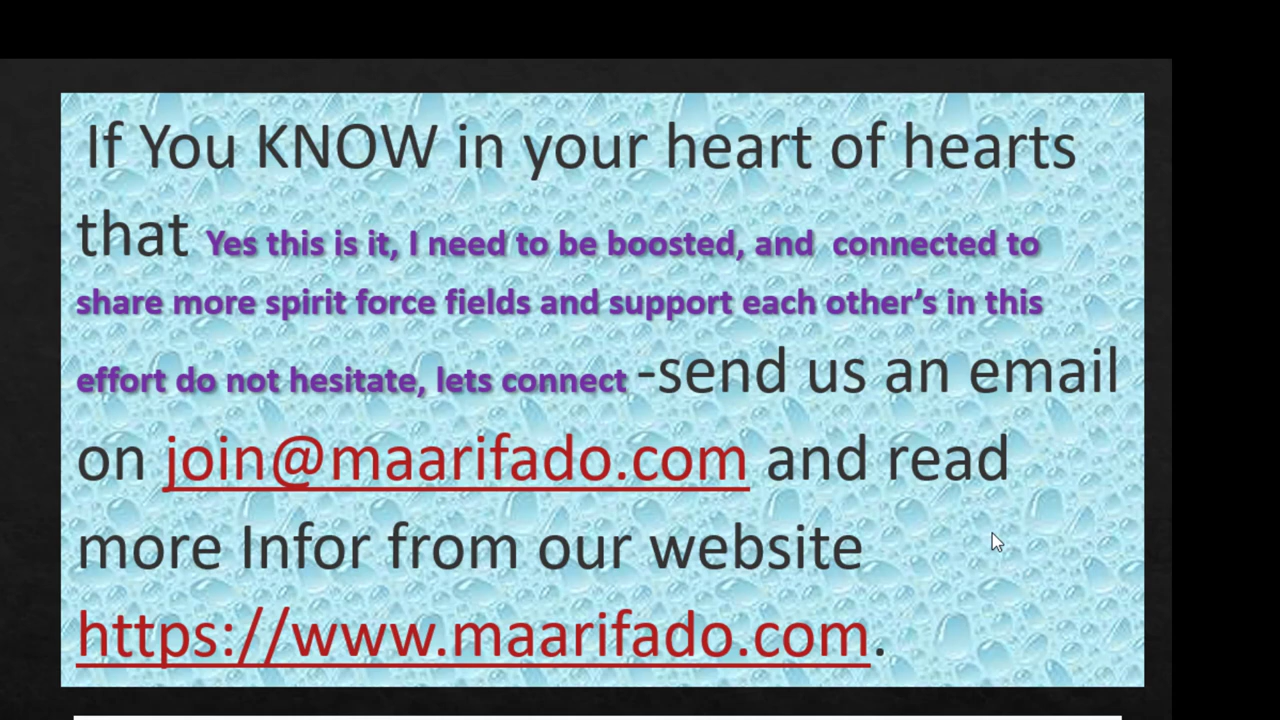 If You KNOW in your heart of hearts
that Yes this is it, I need to be boosted, and  connected to
share more spirit force fields and support each other’s in this
effort do not hesitate, lets connect -send us an email
on join@maarifado.com and read
more Infor from our website
https://www.maarifado.com.